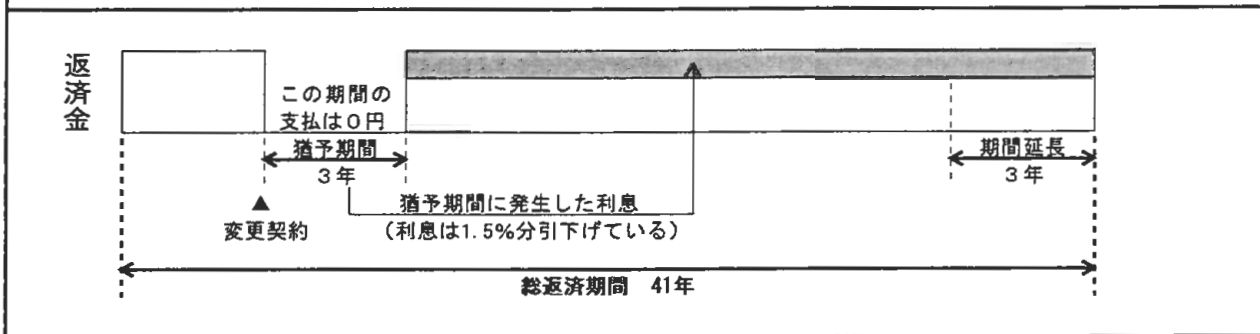 返済金
この期間の
支払は0円
猶予期間
3年
期間延長
3年
猶予期間に発生した利息
(利息は1.5%分引下げている)
▲
変更契約
総返済期間 41年